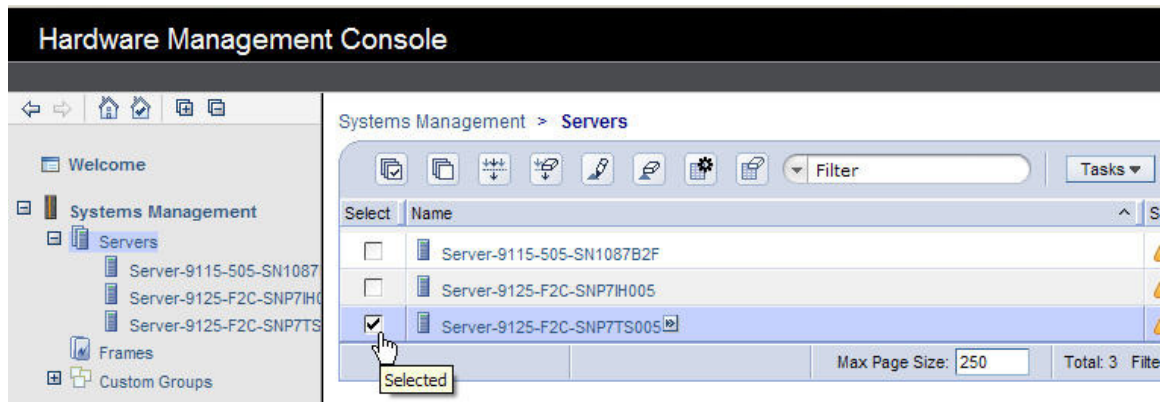 Hardware Management Console
Systems Management > Servers
Welcome
Filter
Tasks
Systems Management
Select Name
Servers
Server-9115-505-SN1087B2F
Server-9115-505-SN1087
Server-9125-F2C-SNP7IH005
Server-9125-F2C-SNP7IH0
Server-9125-F2C-SNP7TS005
Server-9125-F2C-SNP7TS
Frames
Max Page Size: 250 Total: 3 Filte
Custom Groups
Selected